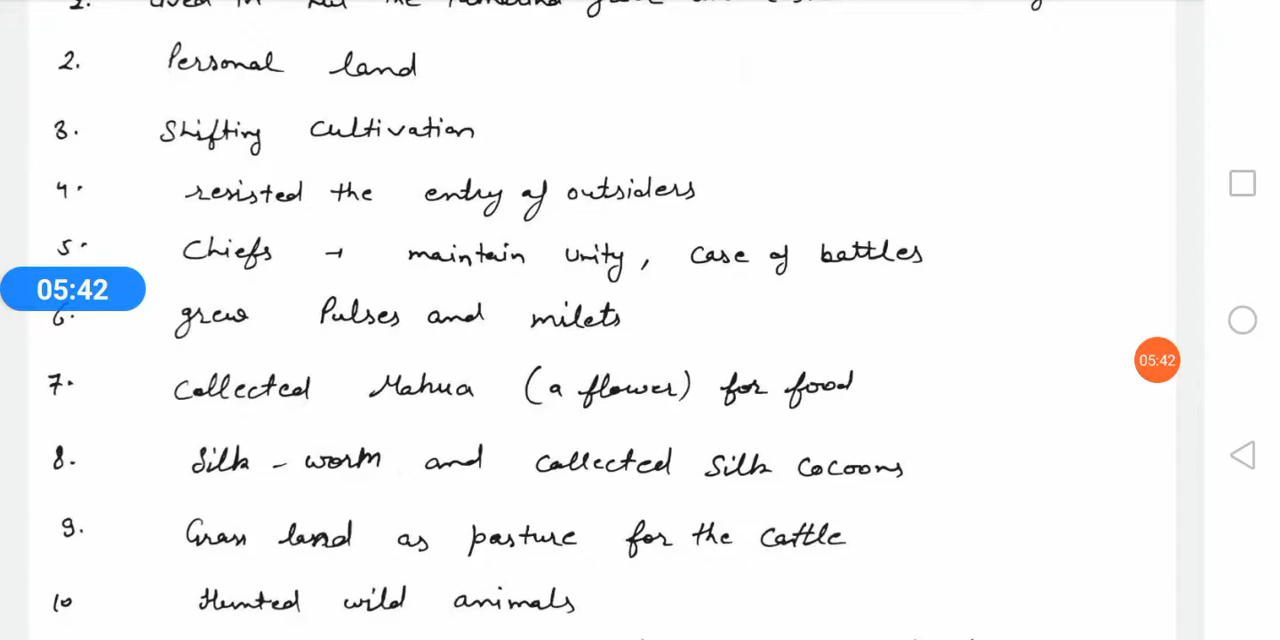 2. Personal land
3. Shifting cultivation
4. resisted the entry of outsiders
5. Chiefs → maintain unity, case of battles
05:42
6. grew Pulses and milets
05:42
7. Collected Mahua (a flower) for food
8. Silk - worm and collected Silk cocoons
9. Grass land as pasture for the cattle
10 Hunted wild animals